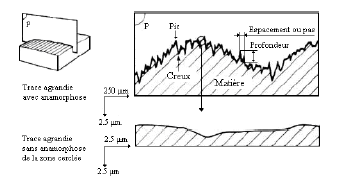 P
P
Pic
Espacement ou pas
Profondeur
Creux
Matière
Trace agrandie
avec anamorphose
250 µm
2.5 µm
Trace agrandie
sans anamorphose
de la zone cerclée
2.5 µm
2.5 µm